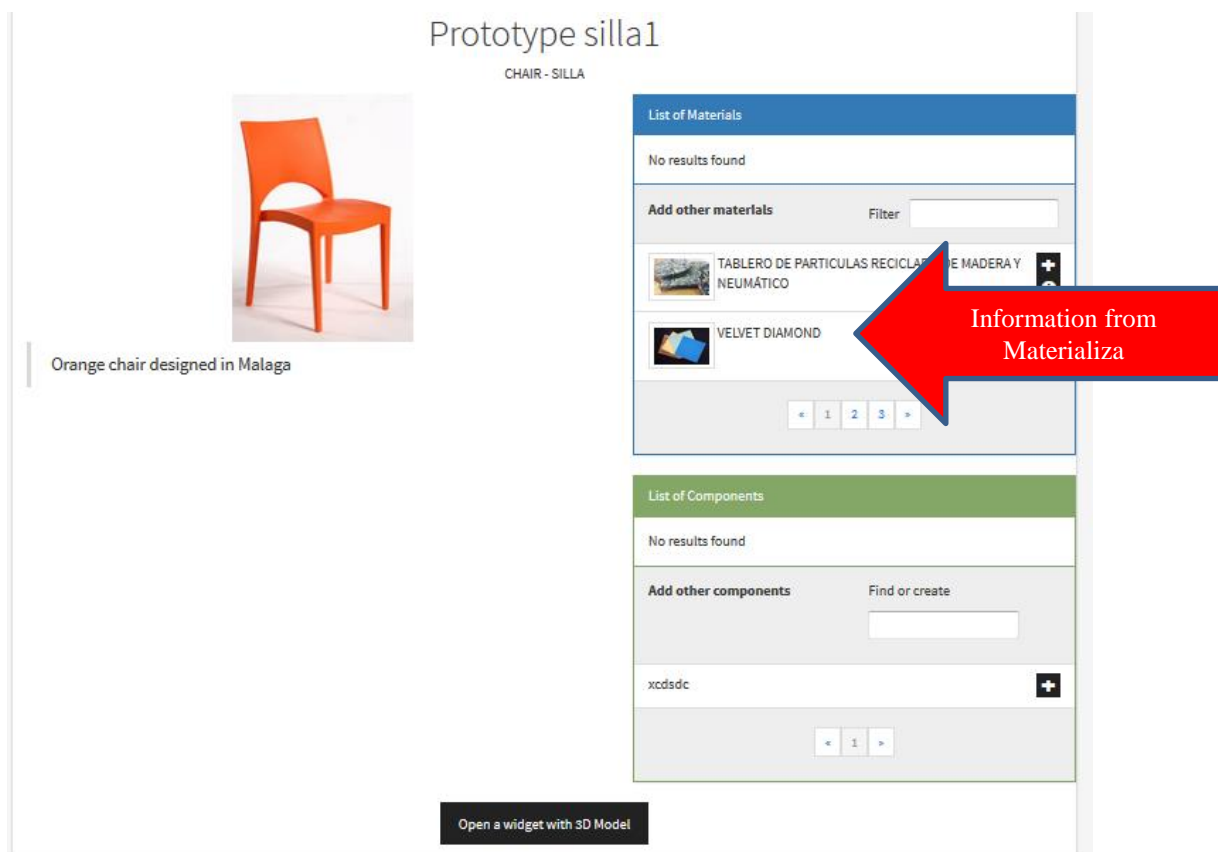 Prototype silla1
CHAIR - SILLA
Orange chair designed in Malaga
List of Materials
No results found
Add other materials
Filter
TABLERO DE PARTICULAS RECICLA DE MADERA Y
NEUMÁTICO
VELVET DIAMOND
Information from
Materializa
« 1 2 3 »
List of Components
No results found
Add other components
Find or create
xcdsdc
« 1 »
Open a widget with 3D Model